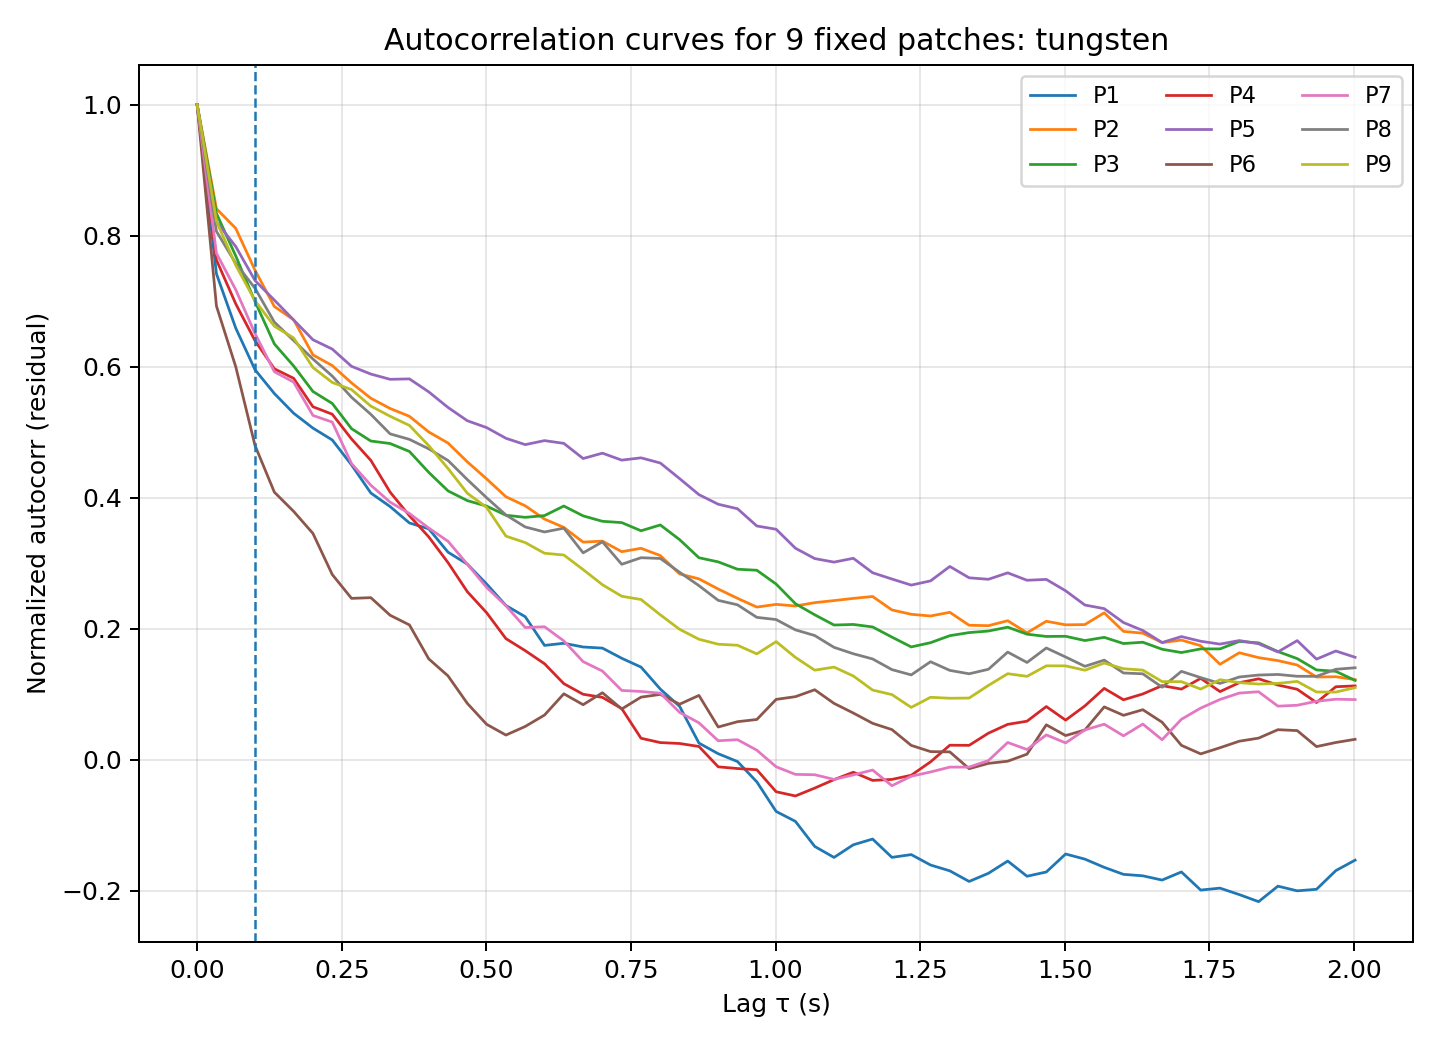 Autocorrelation curves for 9 fixed patches: tungsten
P1 P4 P7
P2 P5 P8
P3 P6 P9
Normalized autocorr (residual)
1.0
0.8
0.6
0.4
0.2
0.0
−0.2
0.00 0.25 0.50 0.75 1.00 1.25 1.50 1.75 2.00
Lag τ (s)